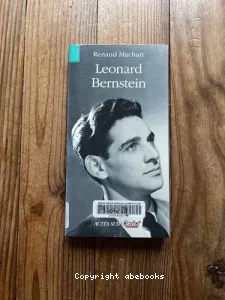 Renaud Machart
Leonard
Bernstein
ACTES SUD
Copyright abebooks